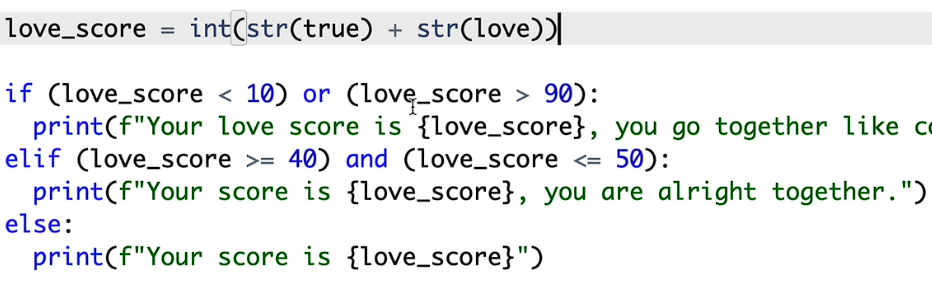 love_score = int(str(true) + str(love))
if (love_score < 10) or (love_score > 90):
print(f"Your love score is {love_score}, you go together like
elif (love_score >= 40) and (love_score <= 50):
print(f"Your score is {love_score}, you are alright together.")
else:
print(f"Your score is {love_score}")